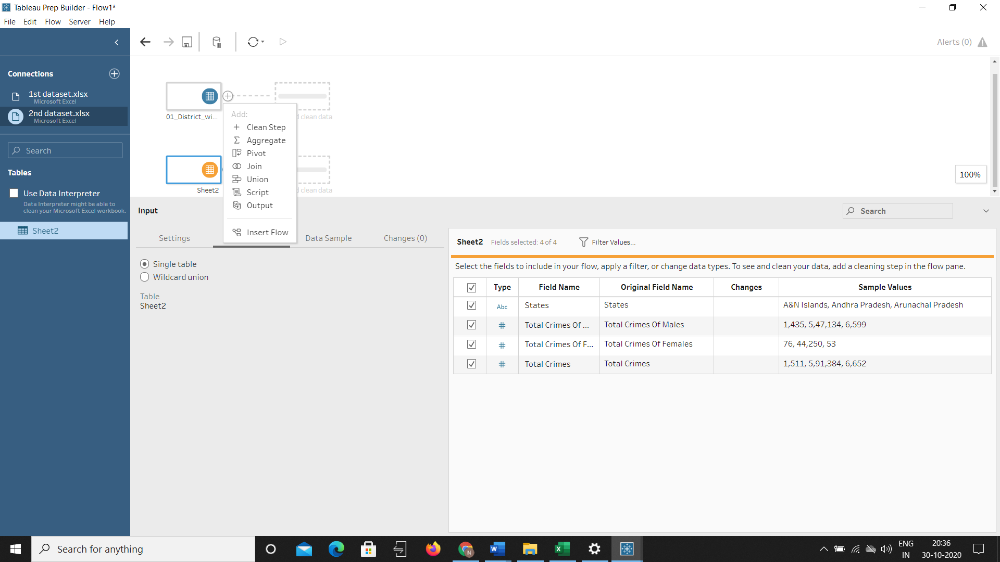 Tableau Prep Builder - Flow1*
File Edit Flow Server Help
Alerts (0)
Connections
1st dataset.xlsx
Microsoft Excel
2nd dataset.xlsx
Microsoft Excel
Search
Tables
Use Data Interpreter
Data Interpreter might be able to
clean your Microsoft Excel workbook.
Sheet2
01_District_wi...
d clean data
Sheet2
d clean data
Add:
Clean Step
Aggregate
Pivot
Join
Union
Script
Output
Insert Flow
100%
Input
Search
Settings Data Sample Changes (0)
Single table
Wildcard union
Table
Sheet2
Sheet2 Fields selected: 4 of 4 Filter Values...
Select the fields to include in your flow, apply a filter, or change data types. To see and clean your data, add a cleaning step in the flow pane.
Type Field Name Original Field Name Changes Sample Values
Abc States States A&N Islands, Andhra Pradesh, Arunachal Pradesh
# Total Crimes Of ... Total Crimes Of Males 1,435, 5,47,134, 6,599
# Total Crimes Of F... Total Crimes Of Females 76, 44,250, 53
# Total Crimes Total Crimes 1,511, 5,91,384, 6,652
Search for anything
N
W
X
ENG
IN
20:36
30-10-2020